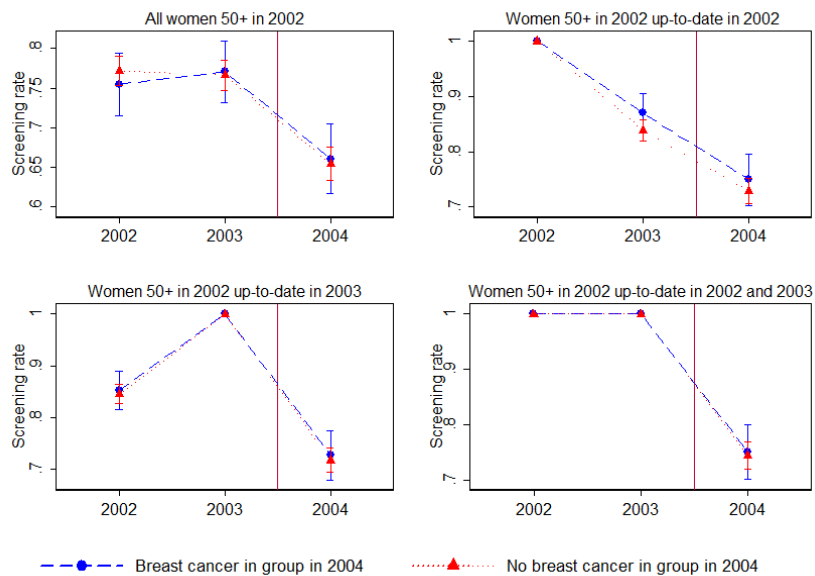 All women 50+ in 2002
Screening rate
.8
.75
.7
.65
.6
2002 2003 2004
Women 50+ in 2002 up-to-date in 2002
Screening rate
1
.9
.8
.7
2002 2003 2004
Women 50+ in 2002 up-to-date in 2003
Screening rate
1
.9
.8
.7
2002 2003 2004
Women 50+ in 2002 up-to-date in 2002 and 2003
Screening rate
1
.9
.8
.7
2002 2003 2004
Breast cancer in group in 2004 No breast cancer in group in 2004